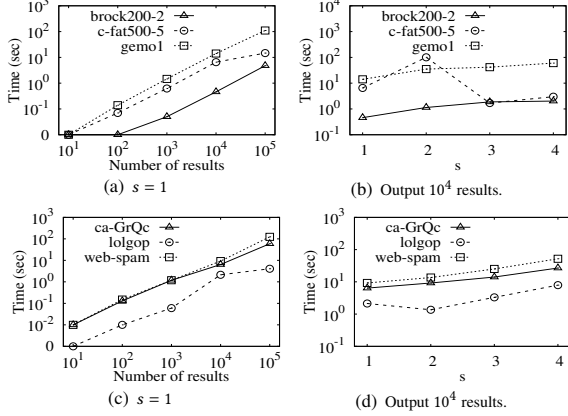 brock200-2
c-fat500-5
gemo1
Time (sec)
10^3
10^2
10^1
10^0
10^-1
0
10^1 10^2 10^3 10^4 10^5
Number of results
(a) s = 1
brock200-2
c-fat500-5
gemo1
Time (sec)
10^4
10^3
10^2
10^1
10^0
10^-1
1 2 3 4
s
(b) Output 10^4 results.
ca-GrQc
lolgop
web-spam
Time (sec)
10^3
10^2
10^1
10^0
10^-1
10^-2
0
10^1 10^2 10^3 10^4 10^5
Number of results
(c) s = 1
ca-GrQc
lolgop
web-spam
Time (sec)
10^3
10^2
10^1
10^0
10^-1
1 2 3 4
s
(d) Output 10^4 results.